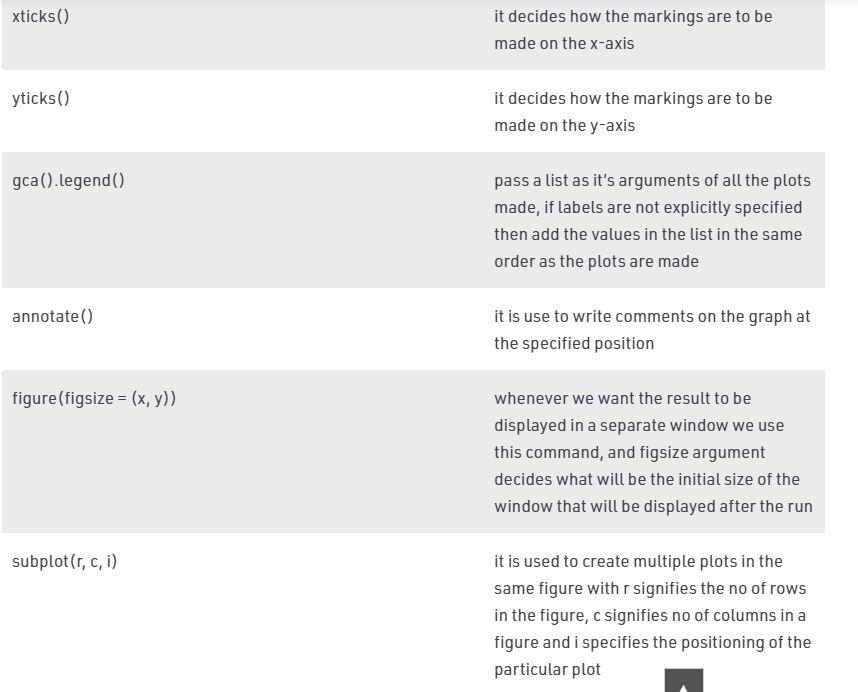 xticks()
it decides how the markings are to be
made on the x-axis
yticks()
it decides how the markings are to be
made on the y-axis
gca().legend()
pass a list as it’s arguments of all the plots
made, if labels are not explicitly specified
then add the values in the list in the same
order as the plots are made
annotate()
it is use to write comments on the graph at
the specified position
figure(figsize = (x, y))
whenever we want the result to be
displayed in a separate window we use
this command, and figsize argument
decides what will be the initial size of the
window that will be displayed after the run
subplot(r, c, i)
it is used to create multiple plots in the
same figure with r signifies the no of rows
in the figure, c signifies no of columns in a
figure and i specifies the positioning of the
particular plot